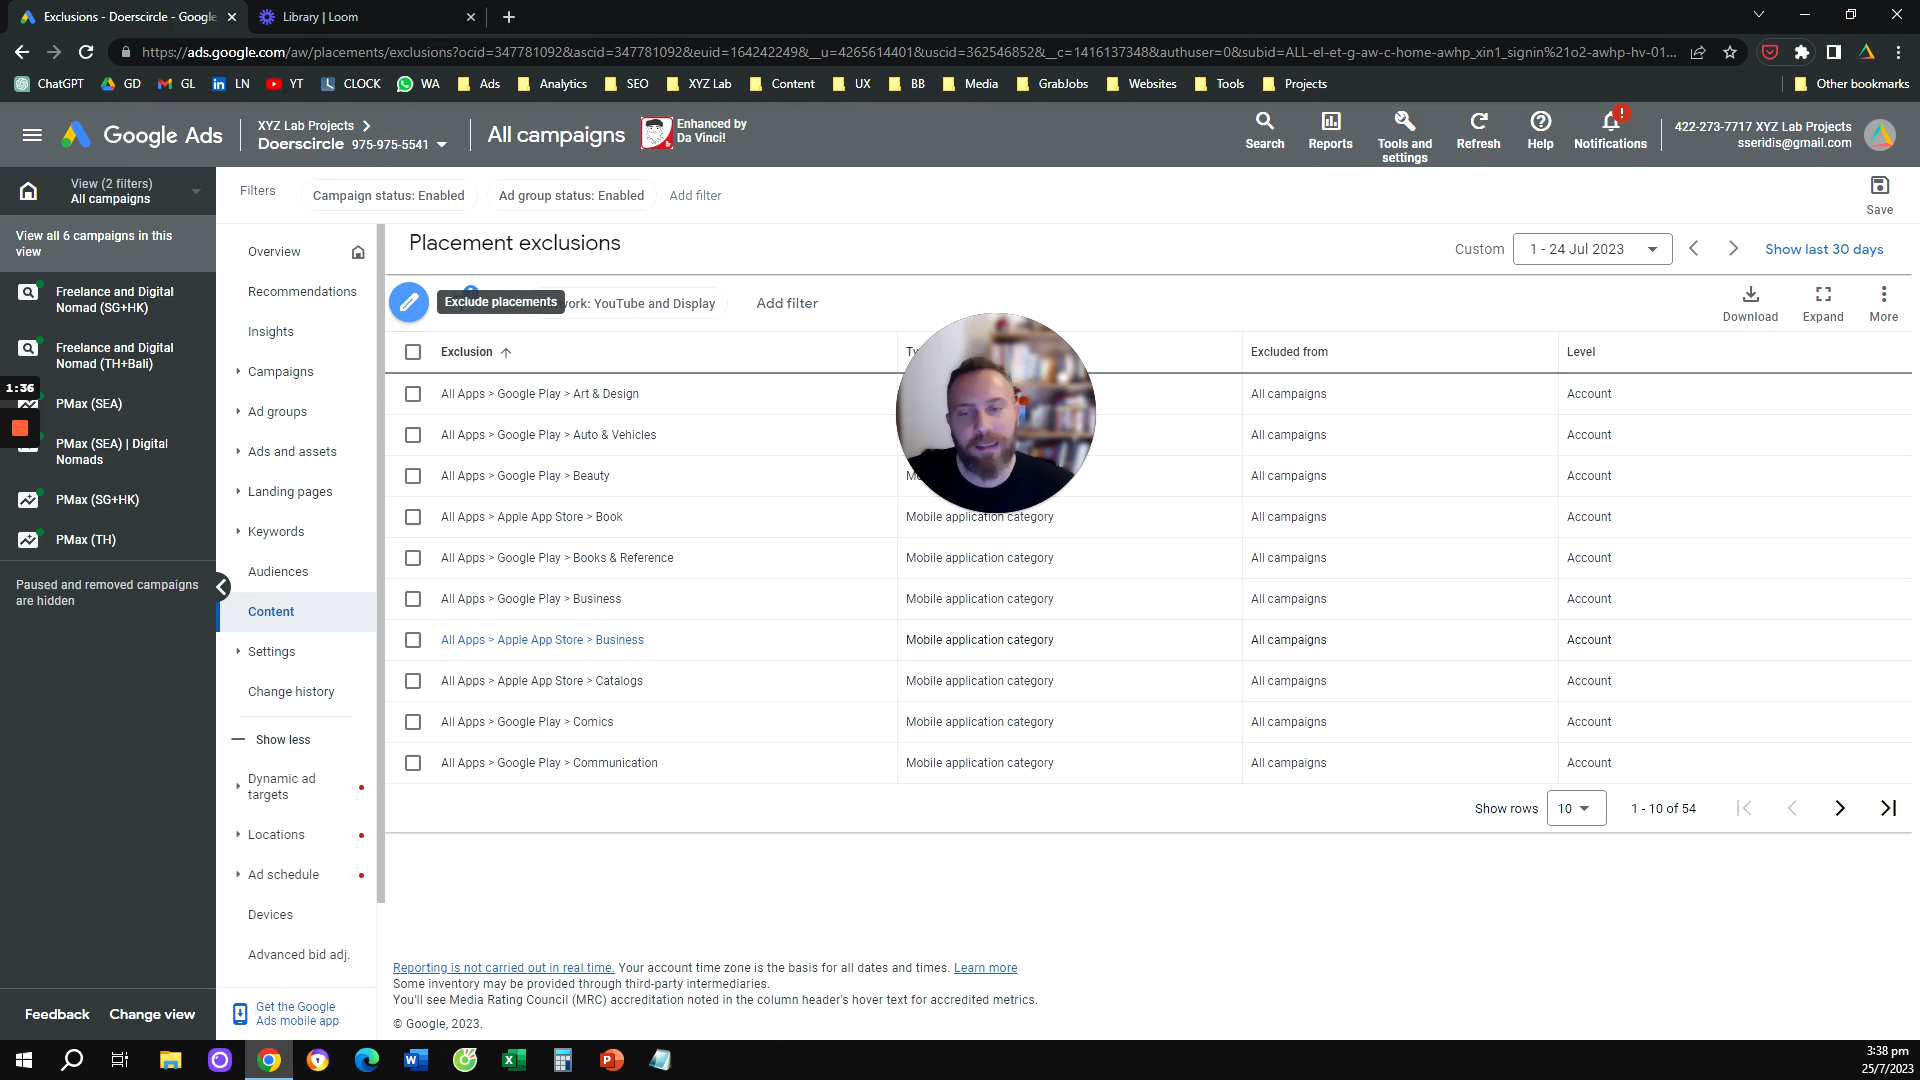 Exclusions - Doerscircle - Google
Library | Loom
https://ads.google.com/aw/placements/exclusions?ocid=347781092&ascid=347781092&euid=164242249&__u=4265614401&uscid=362546852&__c=1416137348&authuser=0&subid=ALL-el-et-g-aw-c-home-awhp_xin1_signin%21o2-awhp-hv-01...
ChatGPT GD GL LN YT CLOCK WA Ads Analytics SEO XYZ Lab Content UX BB Media GrabJobs Websites Tools Projects Other bookmarks
Google Ads
XYZ Lab Projects
Doerscircle 975-975-5541
All campaigns
Enhanced by
Da Vinci!
Search
Reports
Tools and
settings
Refresh
Help
Notifications
422-273-7717 XYZ Lab Projects
sseridis@gmail.com
View (2 filters)
All campaigns
Filters
Campaign status: Enabled
Ad group status: Enabled
Add filter
Save
View all 6 campaigns in this
view
Freelance and Digital
Nomad (SG+HK)
Freelance and Digital
Nomad (TH+Bali)
1:36
PMax (SEA)
PMax (SEA) | Digital
Nomads
PMax (SG+HK)
PMax (TH)
Paused and removed campaigns
are hidden
Feedback
Change view
Overview
Recommendations
Insights
Campaigns
Ad groups
Ads and assets
Landing pages
Keywords
Audiences
Content
Settings
Change history
Show less
Dynamic ad
targets
Locations
Ad schedule
Devices
Advanced bid adj.
Get the Google
Ads mobile app
Placement exclusions
Custom
1 - 24 Jul 2023
Show last 30 days
Exclude placements
work: YouTube and Display
Add filter
Download
Expand
More
Exclusion Ty Excluded from Level
All Apps > Google Play > Art & Design All campaigns Account
All Apps > Google Play > Auto & Vehicles All campaigns Account
All Apps > Google Play > Beauty Mo All campaigns Account
All Apps > Apple App Store > Book Mobile application category All campaigns Account
All Apps > Google Play > Books & Reference Mobile application category All campaigns Account
All Apps > Google Play > Business Mobile application category All campaigns Account
All Apps > Apple App Store > Business Mobile application category All campaigns Account
All Apps > Apple App Store > Catalogs Mobile application category All campaigns Account
All Apps > Google Play > Comics Mobile application category All campaigns Account
All Apps > Google Play > Communication Mobile application category All campaigns Account
Show rows 10 1 - 10 of 54
Reporting is not carried out in real time. Your account time zone is the basis for all dates and times. Learn more
Some inventory may be provided through third-party intermediaries.
You'll see Media Rating Council (MRC) accreditation noted in the column header's hover text for accredited metrics.
© Google, 2023.
3:38 pm
25/7/2023